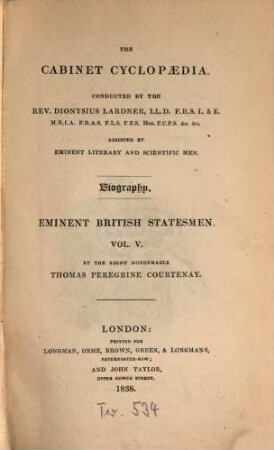 THE
CABINET CYCLOPÆDIA.
CONDUCTED BY THE
REV. DIONYSIUS LARDNER, LL.D. F.R.S. L. & E.
M.R.I.A. F.R.A.S. F.L.S. F.Z.S. Hon. F.C.P.S. &c. &c.
ASSISTED BY
EMINENT LITERARY AND SCIENTIFIC MEN.
Biography.
EMINENT BRITISH STATESMEN.
VOL. V.
BY THE RIGHT HONOURABLE
THOMAS PEREGRINE COURTENAY.
LONDON:
PRINTED FOR
LONGMAN, ORME, BROWN, GREEN, & LONGMANS,
PATERNOSTER-ROW;
AND JOHN TAYLOR,
UPPER GOWER STREET.
1838.
534